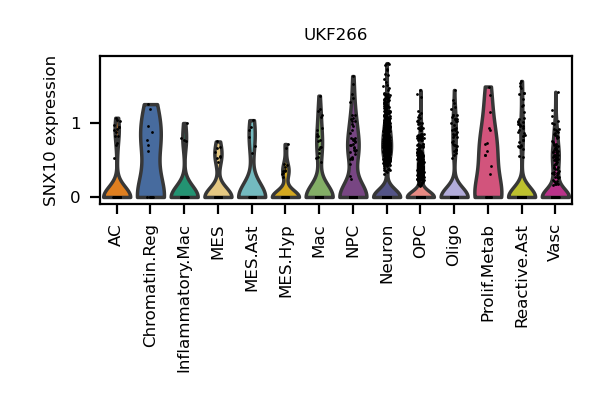 UKF266
SNX10 expression
1
0
AC
Chromatin.Reg
Inflammatory.Mac
MES
MES.Ast
MES.Hyp
Mac
NPC
Neuron
OPC
Oligo
Prolif.Metab
Reactive.Ast
Vasc